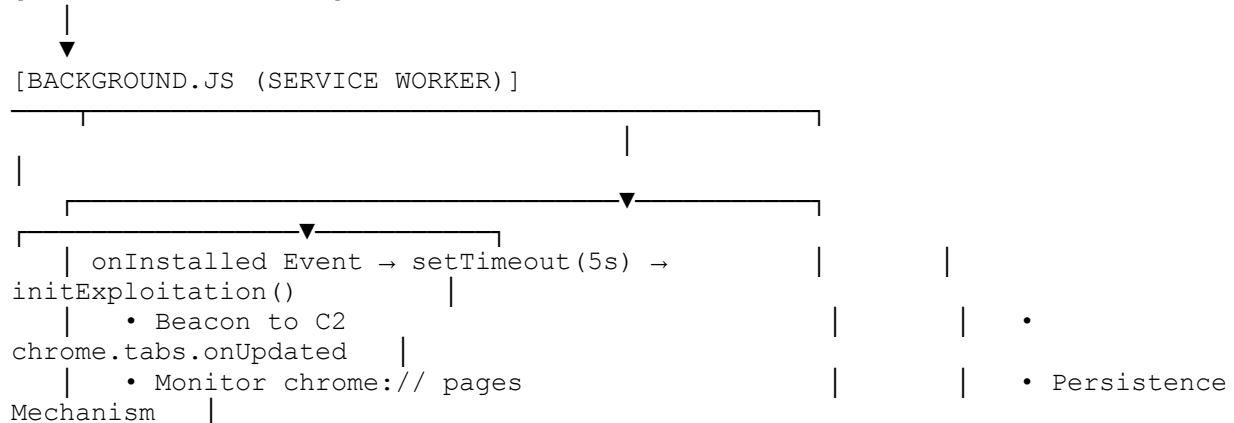 [BACKGROUND.JS (SERVICE WORKER)]
│ onInstalled Event → setTimeout(5s) → │ │
initExploitation() │
│ • Beacon to C2 │ │ •
chrome.tabs.onUpdated │
│ • Monitor chrome:// pages │ │ • Persistence
Mechanism │